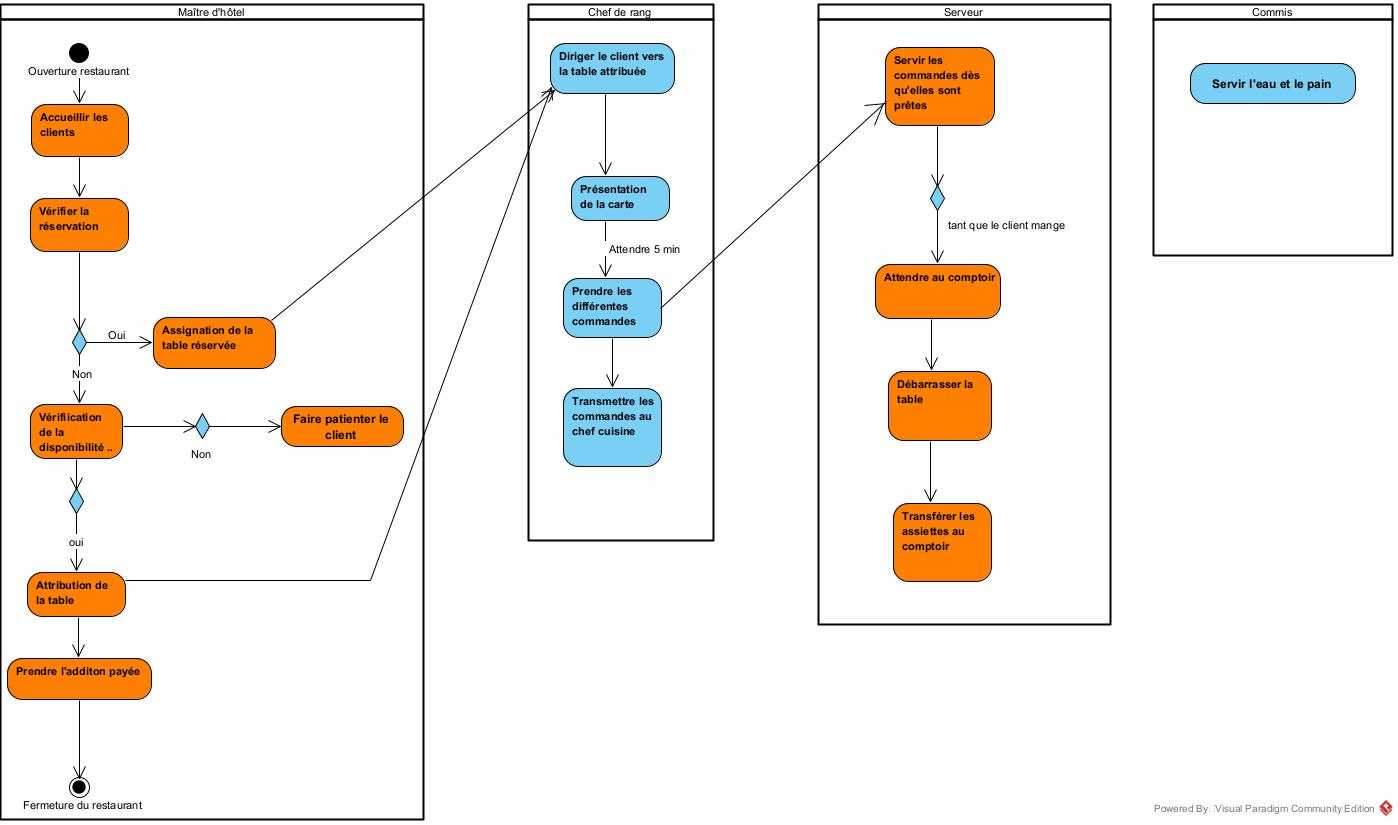 Maître d'hôtel
Ouverture restaurant
Accueillir les
clients
Vérifier la
réservation
Oui
Assignation de la
table réservée
Non
Vérifiication
de la
disponibilité ..
Non
Faire patienter le
client
oui
Attribution de
la table
Prendre l'additon payée
Fermeture du restaurant
Chef de rang
Diriger le client vers
la table attribuée
Présentation
de la carte
Attendre 5 min
Prendre les
différentes
commandes
Transmettre les
commandes au
chef cuisine
Serveur
Servir les
commandes dès
qu'elles sont
prêtes
tant que le client mange
Attendre au comptoir
Débarrasser la
table
Transférer les
assiettes au
comptoir
Commis
Servir l'eau et le pain
Powered By Visual Paradigm Community Edition